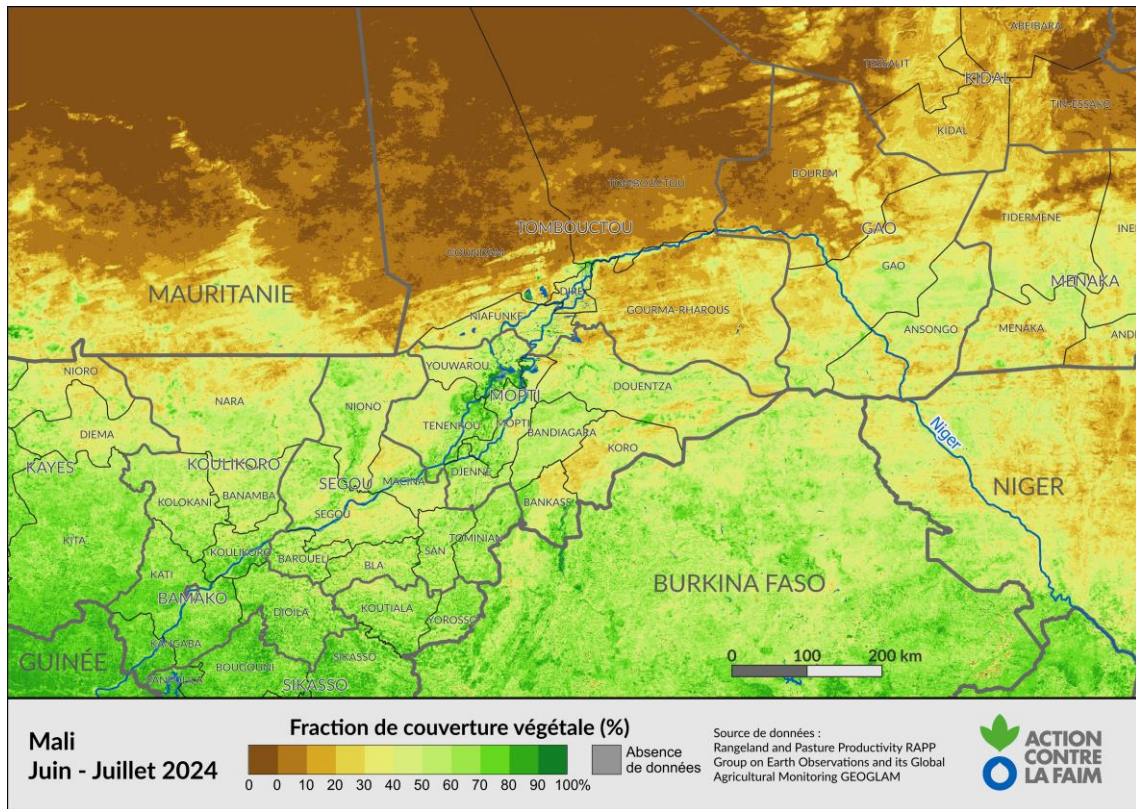 ABEIBARA
TESSALIT
KIDAL
TIN-ESSAKO
KIDAL
BOUREM
TOMBOUCTOU
TIDERMENE
TOMBOUCTOU
GAO
GOUNDAM
GAO
MENAKA
MAURITANIE
DIRE
NIAFUNKE
GOURMA-RHAROUS
ANSONGO
MENAKA
YOUWAROU
NIORO
DOUENTZA
NARA
NIONO
MOPTI
TENENKOU
MOPTI
Niger
DIEMA
BANDIAGARA
KORO
KAYES
KOULIKORO
DJENNE
SEGOU
MACINA
NIGER
BANAMBA
KOLOKANI
BANKASS
SEGOU
KITA
TOMINIAN
KOULIKORO
BAROUELI
SAN
BLA
KATI
BURKINA FASO
BAMAKO
DIOILA
KOUTIALA
YOROSSO
KANGABA
GUINÉE
SIKASSO
BOUGOUNI
SIKASSO
0 100 200 km
Mali
Juin - Juillet 2024
Fraction de couverture végétale (%)
0 0 10 20 30 40 50 60 70 80 90 100%
Absence
de données
Source de données :
Rangeland and Pasture Productivity RAPP
Group on Earth Observations and its Global
Agricultural Monitoring GEOGLAM
ACTION
CONTRE
LA FAIM